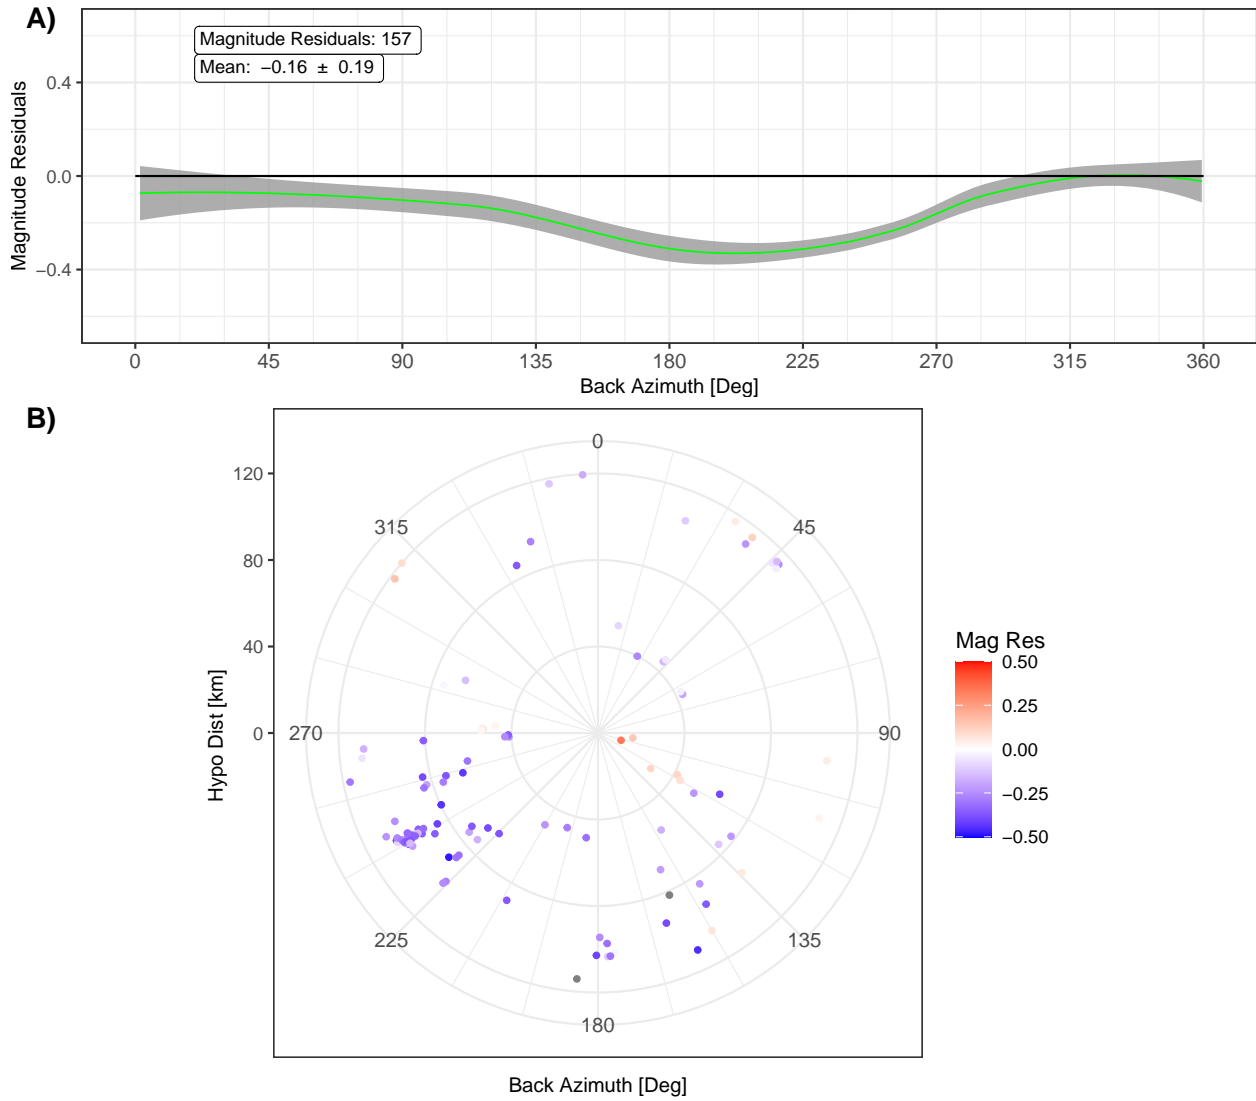 A)
Magnitude Residuals: 157
Mean: −0.16 ± 0.19
Magnitude Residuals
0.4
0.0
−0.4
0 45 90 135 180 225 270 315 360
Back Azimuth [Deg]
B)
Hypo Dist [km]
120
80
40
0
0
45
90
135
180
225
270
315
Back Azimuth [Deg]
Mag Res
0.50
0.25
0.00
−0.25
−0.50